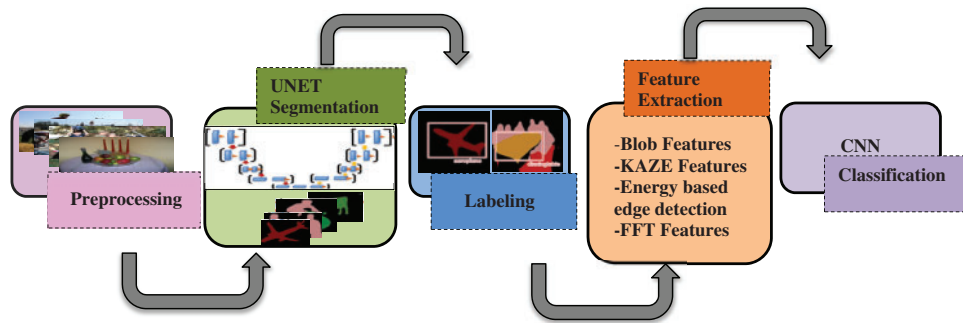 Preprocessing
UNET
Segmentation
Labeling
Feature
Extraction
-Blob Features
-KAZE Features
-Energy based
edge detection
-FFT Features
CNN
Classification